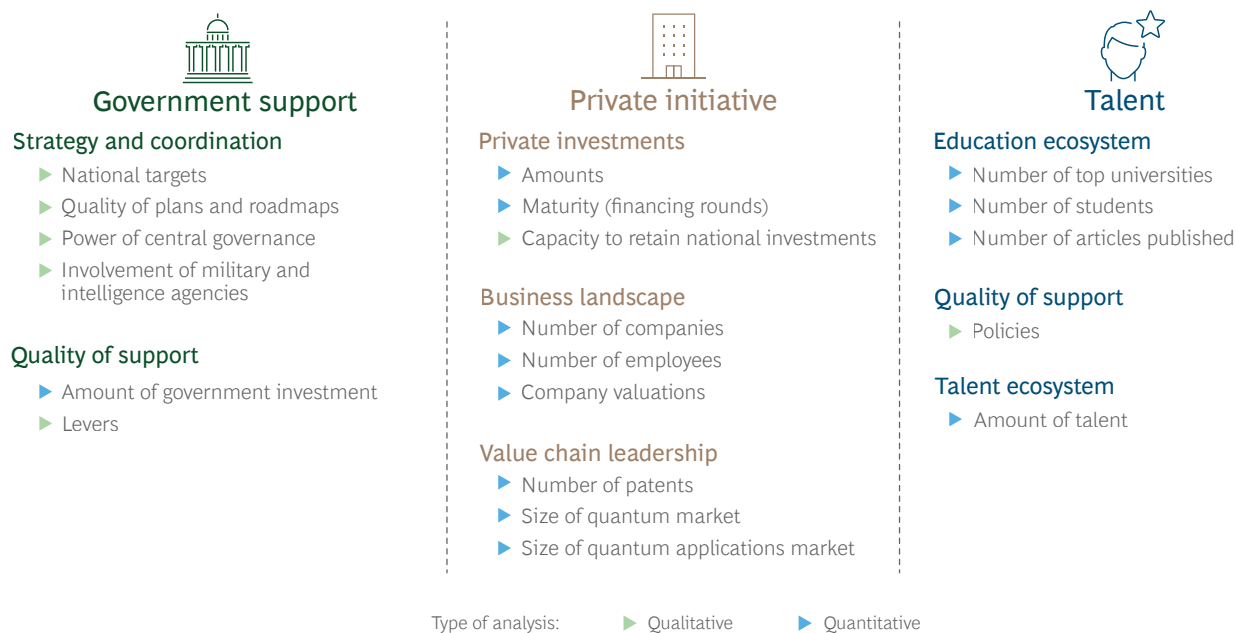 Government support
Strategy and coordination
National targets
Quality of plans and roadmaps
Power of central governance
Involvement of military and
intelligence agencies
Quality of support
Amount of government investment
Levers
Private initiative
Private investments
Amounts
Maturity (financing rounds)
Capacity to retain national investments
Business landscape
Number of companies
Number of employees
Company valuations
Value chain leadership
Number of patents
Size of quantum market
Size of quantum applications market
Talent
Education ecosystem
Number of top universities
Number of students
Number of articles published
Quality of support
Policies
Talent ecosystem
Amount of talent
Type of analysis: Qualitative Quantitative